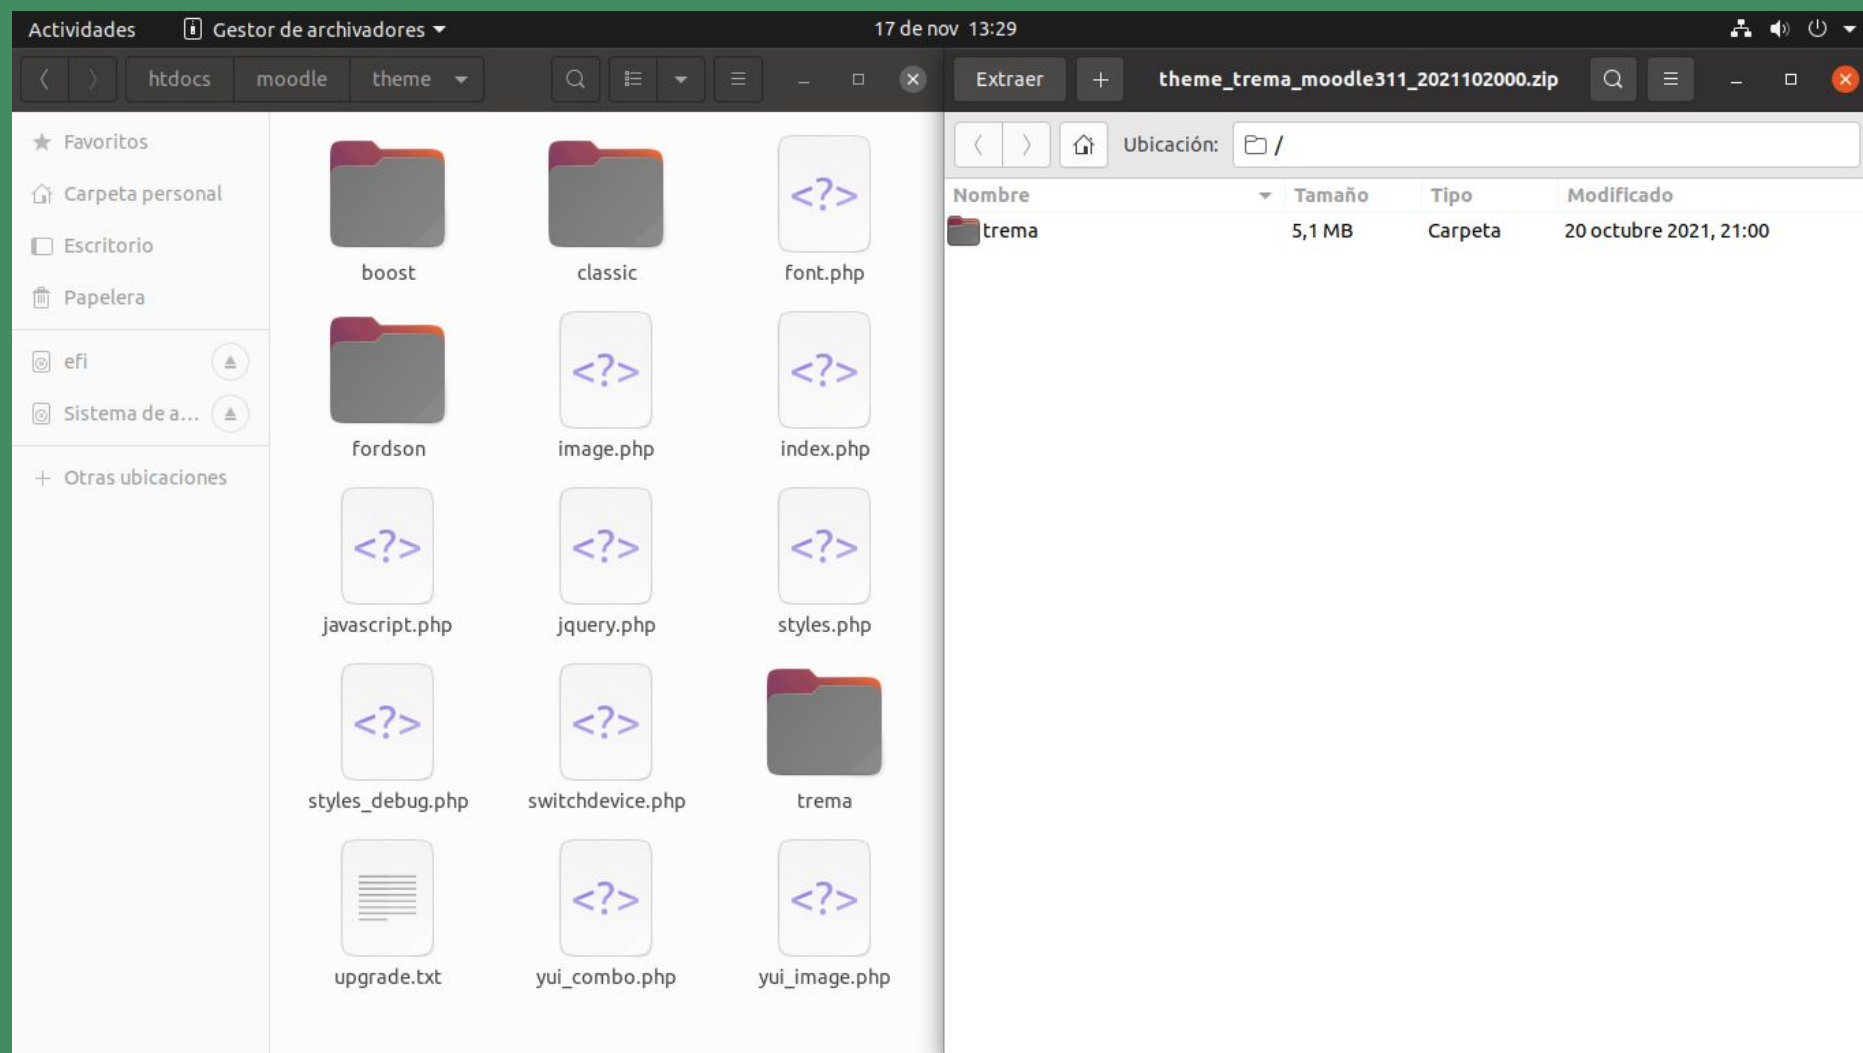 Actividades Gestor de archivadores 17 de nov 13:29
htdocs moodle theme
Extraer + theme_trema_moodle311_2021102000.zip
Favoritos
Carpeta personal
Escritorio
Papelera
efi
Sistema de a...
+ Otras ubicaciones
boost classic <?> font.php
fordson <?> image.php <?> index.php
<?> javascript.php <?> jquery.php <?> styles.php
<?> styles_debug.php <?> switchdevice.php trema
upgrade.txt <?> yui_combo.php <?> yui_image.php
Ubicación: /
Nombre Tamaño Tipo Modificado
trema 5,1 MB Carpeta 20 octubre 2021, 21:00